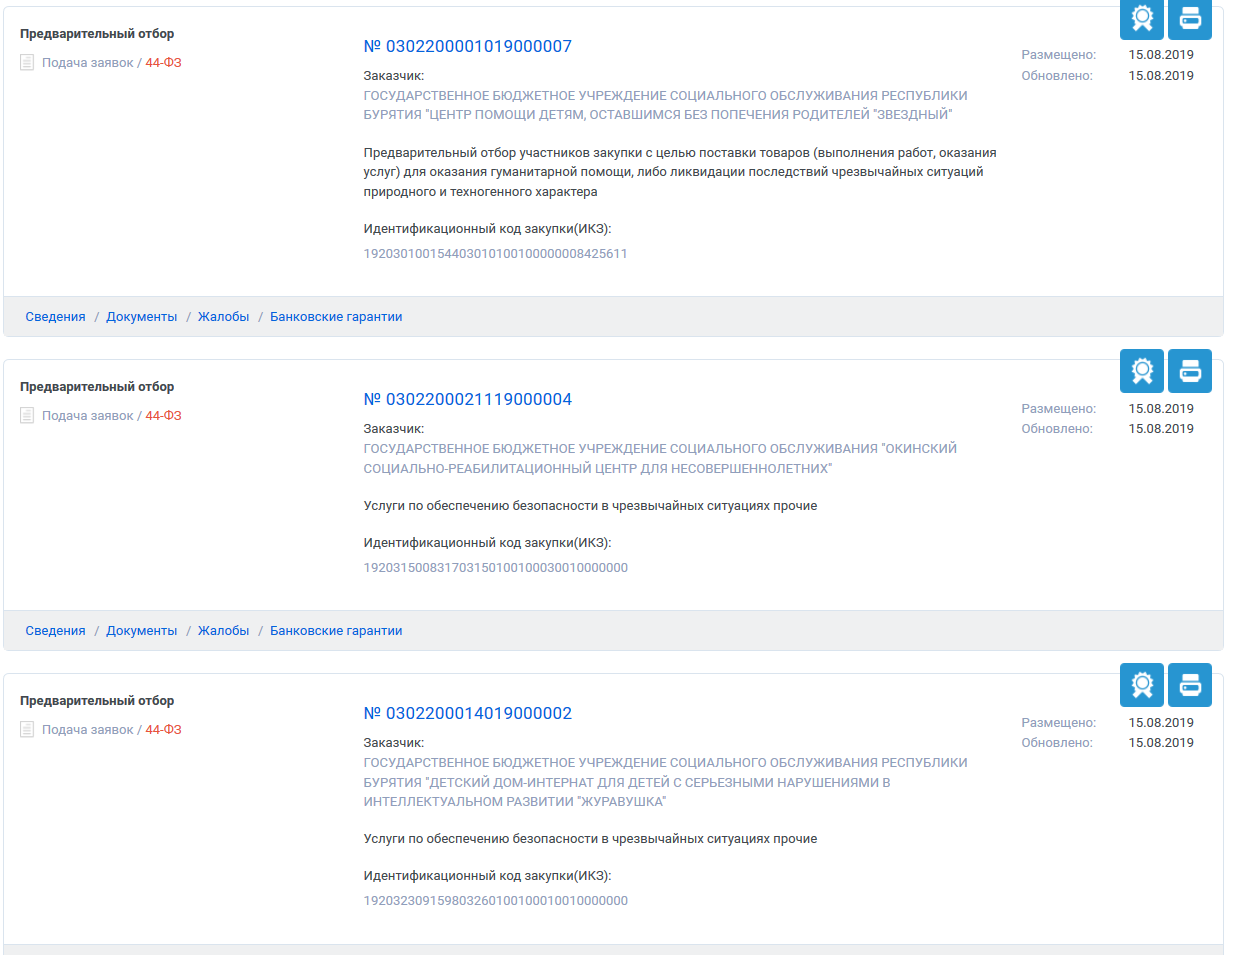 Предварительный отбор
Подача заявок / 44-ФЗ
№ 0302200001019000007
Заказчик:
ГОСУДАРСТВЕННОЕ БЮДЖЕТНОЕ УЧРЕЖДЕНИЕ СОЦИАЛЬНОГО ОБСЛУЖИВАНИЯ РЕСПУБЛИКИ
БУРЯТИЯ "ЦЕНТР ПОМОЩИ ДЕТЯМ, ОСТАВШИМСЯ БЕЗ ПОПЕЧЕНИЯ РОДИТЕЛЕЙ "ЗВЕЗДНЫЙ"
Предварительный отбор участников закупки с целью поставки товаров (выполнения работ, оказания
услуг) для оказания гуманитарной помощи, либо ликвидации последствий чрезвычайных ситуаций
природного и техногенного характера
Идентификационный код закупки(ИКЗ):
192030100154403010100100000008425611
Размещено: 15.08.2019
Обновлено: 15.08.2019
Сведения / Документы / Жалобы / Банковские гарантии
Предварительный отбор
Подача заявок / 44-ФЗ
№ 0302200021119000004
Заказчик:
ГОСУДАРСТВЕННОЕ БЮДЖЕТНОЕ УЧРЕЖДЕНИЕ СОЦИАЛЬНОГО ОБСЛУЖИВАНИЯ "ОКИНСКИЙ
СОЦИАЛЬНО-РЕАБИЛИТАЦИОННЫЙ ЦЕНТР ДЛЯ НЕСОВЕРШЕННОЛЕТНИХ"
Услуги по обеспечению безопасности в чрезвычайных ситуациях прочие
Идентификационный код закупки(ИКЗ):
192031500831703150100100030010000000
Размещено: 15.08.2019
Обновлено: 15.08.2019
Сведения / Документы / Жалобы / Банковские гарантии
Предварительный отбор
Подача заявок / 44-ФЗ
№ 0302200014019000002
Заказчик:
ГОСУДАРСТВЕННОЕ БЮДЖЕТНОЕ УЧРЕЖДЕНИЕ СОЦИАЛЬНОГО ОБСЛУЖИВАНИЯ РЕСПУБЛИКИ
БУРЯТИЯ "ДЕТСКИЙ ДОМ-ИНТЕРНАТ ДЛЯ ДЕТЕЙ С СЕРЬЕЗНЫМИ НАРУШЕНИЯМИ В
ИНТЕЛЛЕКТУАЛЬНОМ РАЗВИТИИ "ЖУРАВУШКА"
Услуги по обеспечению безопасности в чрезвычайных ситуациях прочие
Идентификационный код закупки(ИКЗ):
192032309159803260100100010010000000
Размещено: 15.08.2019
Обновлено: 15.08.2019